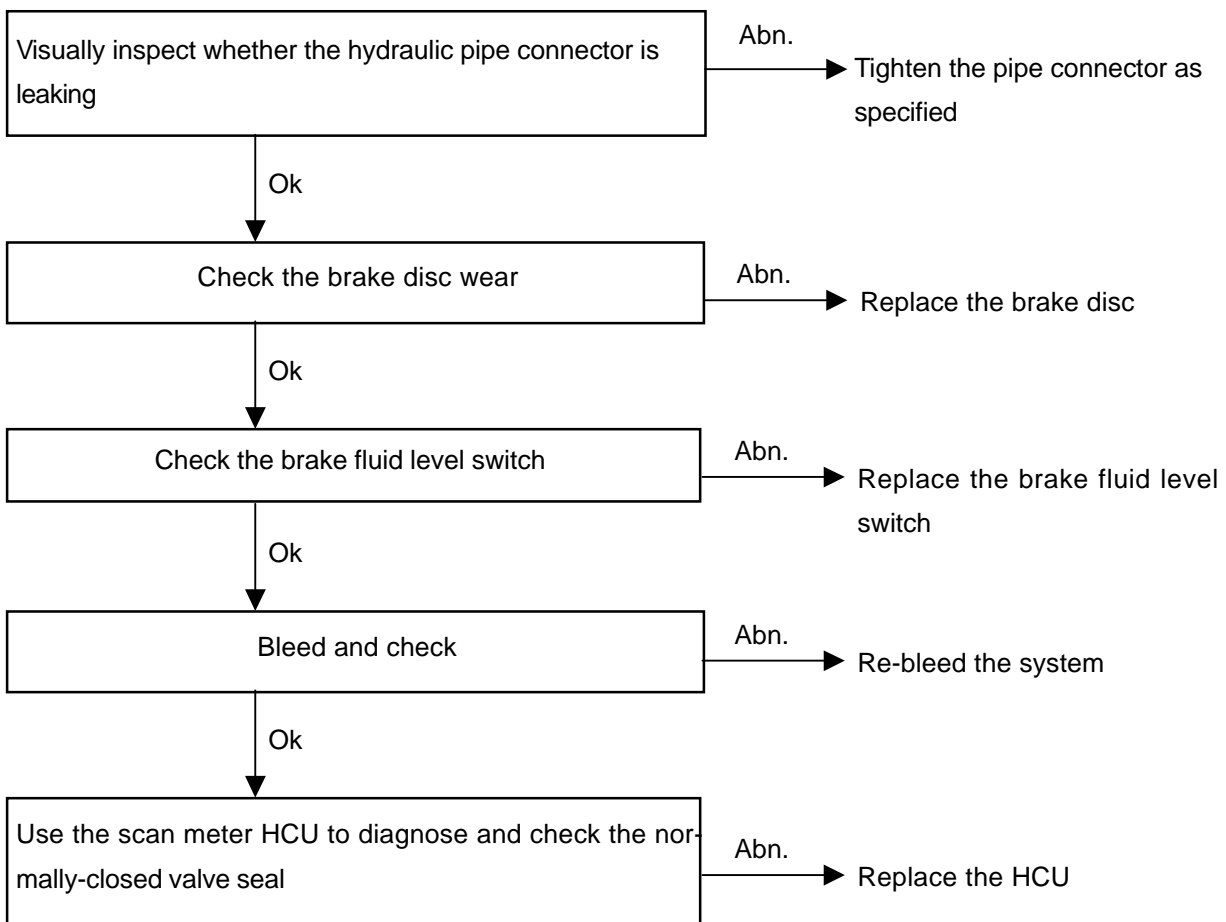 Visually inspect whether the hydraulic pipe connector is
leaking
Abn.
Tighten the pipe connector as
specified
Ok
Check the brake disc wear
Abn.
Replace the brake disc
Ok
Check the brake fluid level switch
Abn.
Replace the brake fluid level
switch
Ok
Bleed and check
Abn.
Re-bleed the system
Ok
Use the scan meter HCU to diagnose and check the nor-
mally-closed valve seal
Abn.
Replace the HCU